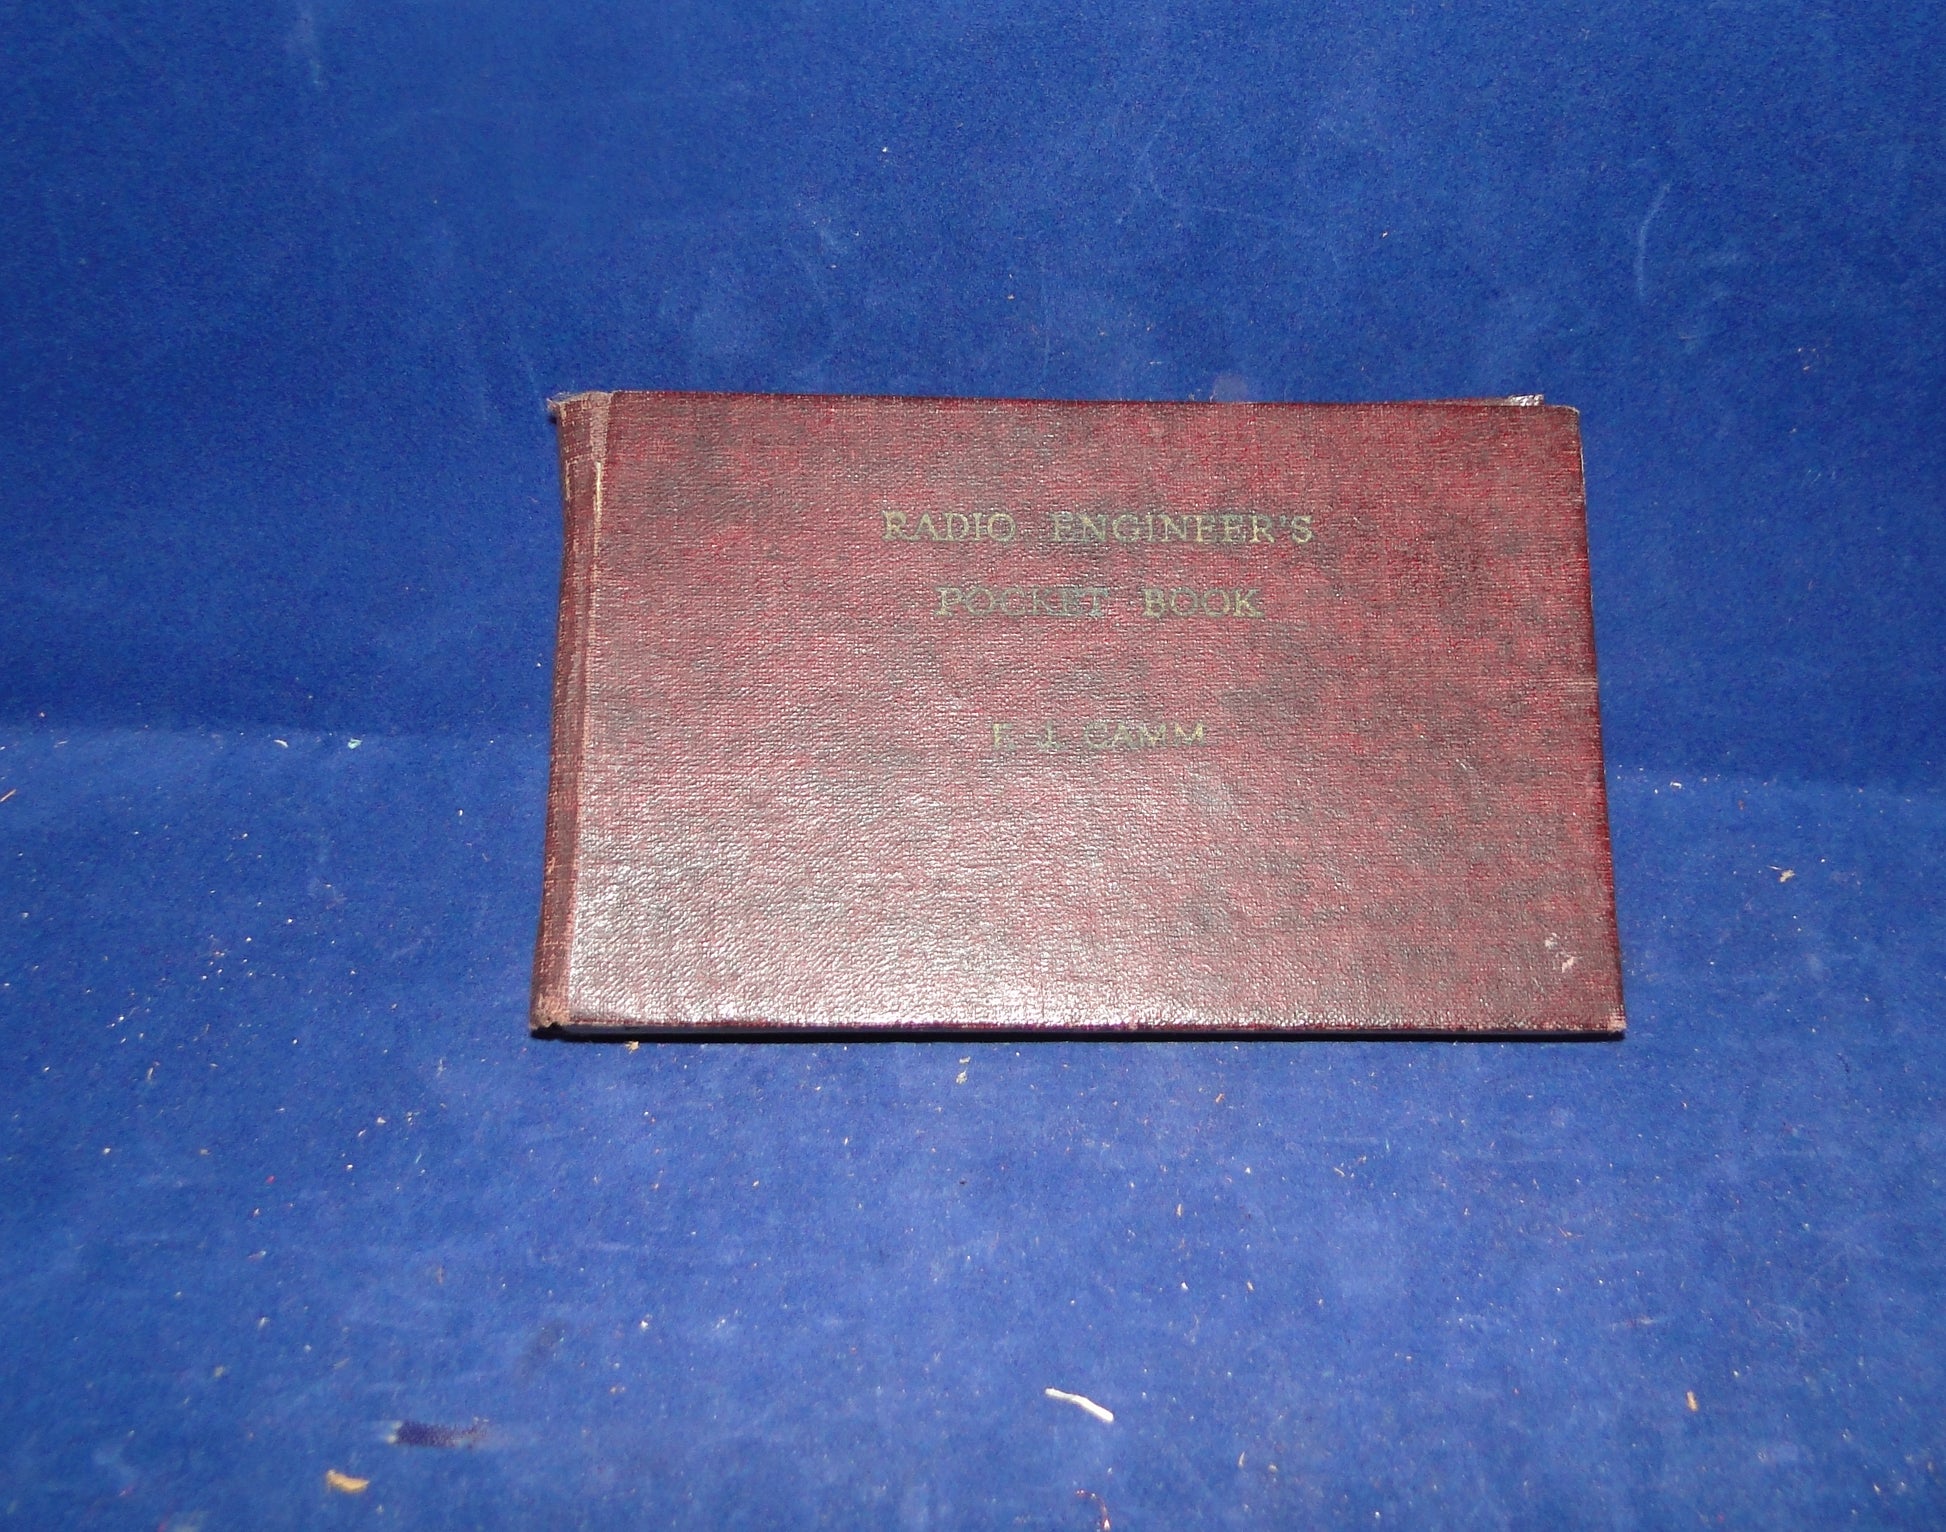 RADIO ENGINEER'S
POCKET BOOK
F. J. CAMM